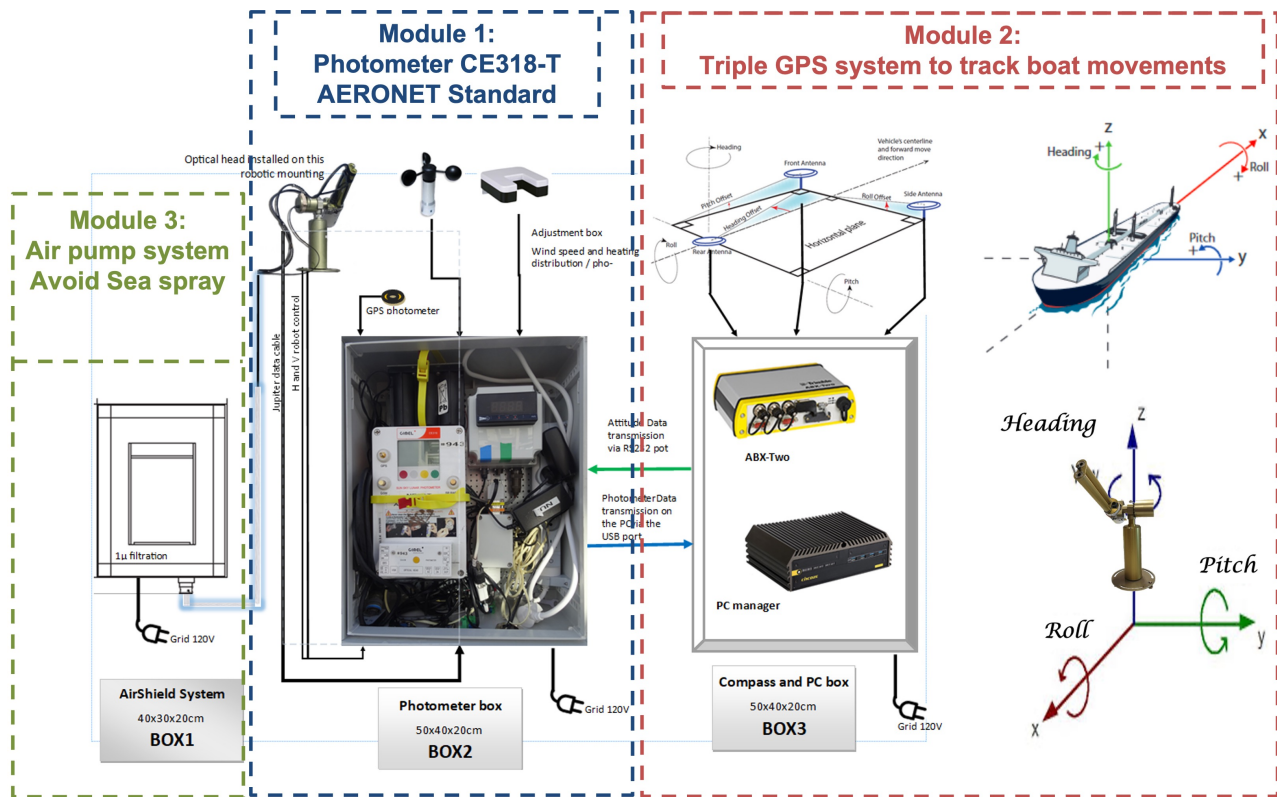 Module 1:
Photometer CE318-T
AERONET Standard
Module 2:
Triple GPS system to track boat movements
Module 3:
Air pump system
Avoid Sea spray
Optical head installed on this
robotic mounting
Adjustment box
Wind speed and heating
distribution / pho-
GPS photometer
Jupiter data cable
H and V robot control
1µ filtration
Grid 120V
AirShield System
40x30x20cm
BOX1
CIMEL
943
CIMEL
Photometer box
50x40x20cm
BOX2
Grid 120V
Attitude Data
transmission
via RS232 pot
Photometer Data
transmission on
the PC via the
USB port
Heading
Vehicle's centerline
and forward move
direction
Front Antenna
Pitch Offset
Roll Offset
Side Antenna
Heading Offset
Horizontal plane
Roll
Rear Antenna
Pitch
Trimble
ABX-Two
ABX-Two
PC manager
Compass and PC box
50x40x20cm
BOX3
Grid 120V
z
Heading
x
Roll
Pitch
y
Heading
z
Pitch
y
Roll
x